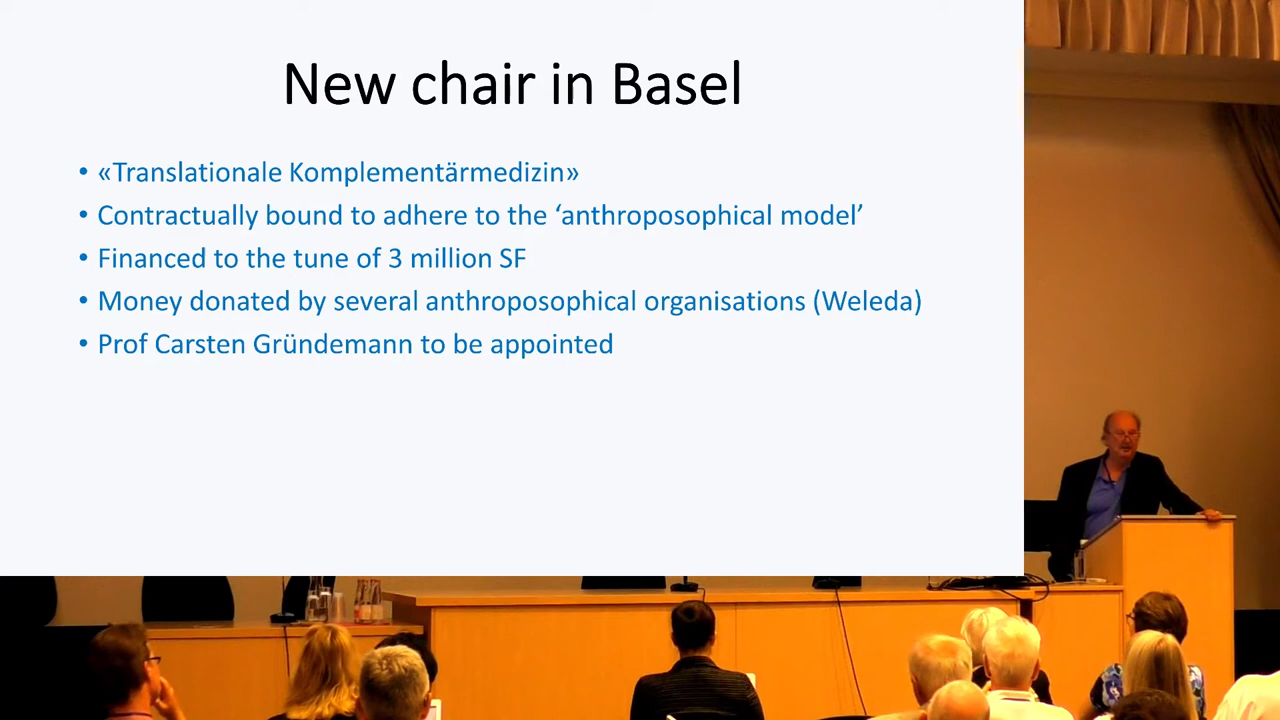 New chair in Basel
• «Translationale Komplementärmedizin»
• Contractually bound to adhere to the ‘anthroposophical model’
• Financed to the tune of 3 million SF
• Money donated by several anthroposophical organisations (Weleda)
• Prof Carsten Gründemann to be appointed